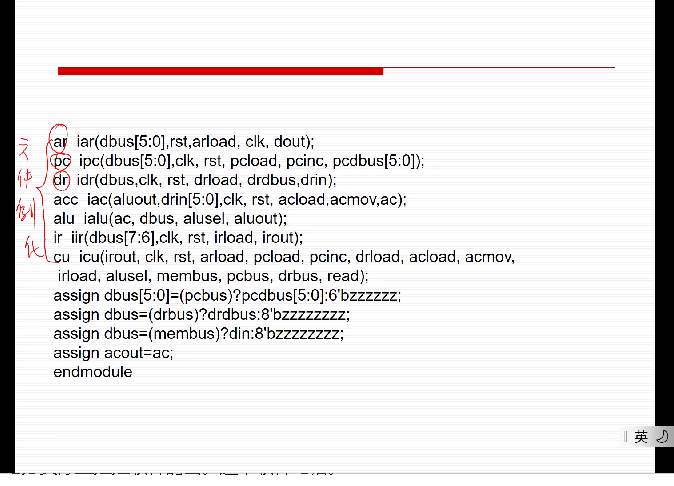 元件例化
ar iar(dbus[5:0],rst,arload, clk, dout);
pc ipc(dbus[5:0],clk, rst, pcload, pcinc, pcdbus[5:0]);
dr idr(dbus,clk, rst, drload, drdbus,drin);
acc iac(aluout,drin[5:0],clk, rst, acload,acmov,ac);
alu ialu(ac, dbus, alusel, aluout);
ir iir(dbus[7:6],clk, rst, irload, irout);
cu icu(irout, clk, rst, arload, pcload, pcinc, drload, acload, acmov,
irload, alusel, membus, pcbus, drbus, read);
assign dbus[5:0]=(pcbus)?pcdbus[5:0]:6'bzzzzzz;
assign dbus=(drbus)?drdbus:8'bzzzzzzzz;
assign dbus=(membus)?din:8'bzzzzzzzz;
assign acout=ac;
endmodule
英